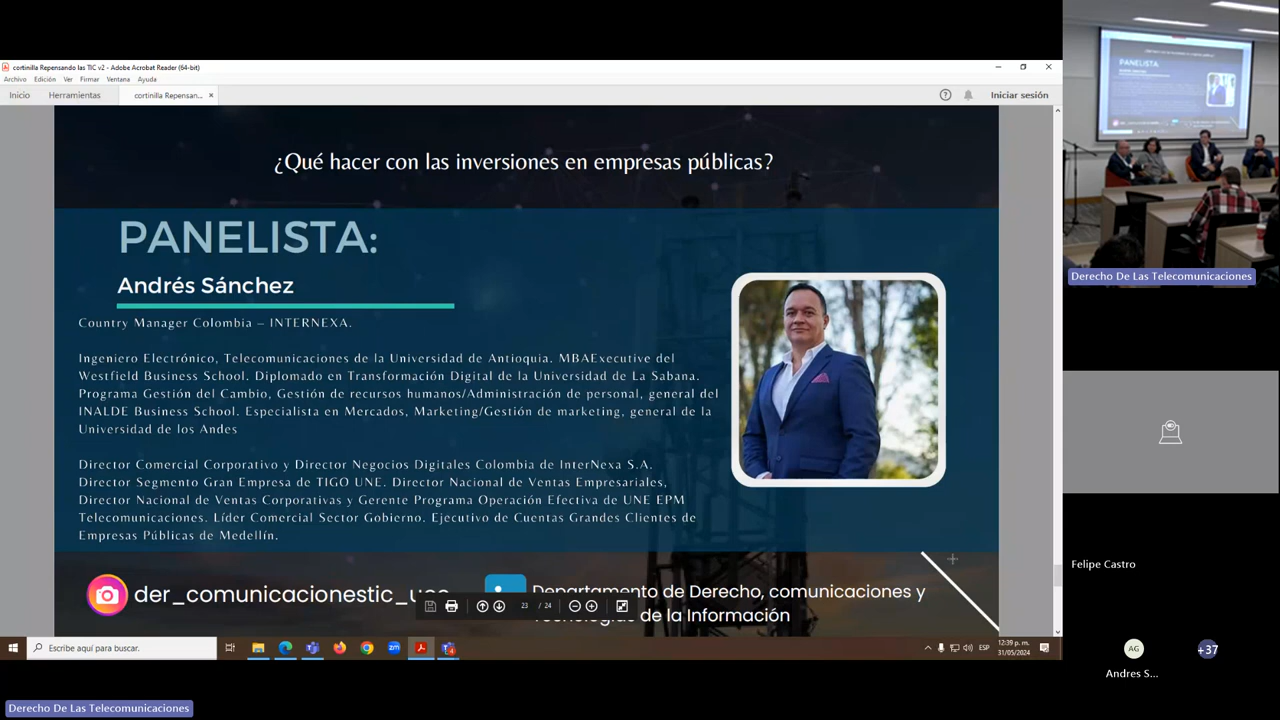 cortinilla Repensando las TIC v2 - Adobe Acrobat Reader (64-bit)
Archivo Edición Ver Firmar Ventana Ayuda
Inicio Herramientas cortinilla Repensan... × Iniciar sesión
¿Qué hacer con las inversiones en empresas públicas?
PANELISTA:
Andrés Sánchez
Country Manager Colombia – INTERNEXA.
Ingeniero Electrónico, Telecomunicaciones de la Universidad de Antioquia. MBAExecutive del
Westfield Business School. Diplomado en Transformación Digital de la Universidad de La Sabana.
Programa Gestión del Cambio, Gestión de recursos humanos/Administración de personal, general del
INALDE Business School. Especialista en Mercados, Marketing/Gestión de marketing, general de la
Universidad de los Andes
Director Comercial Corporativo y Director Negocios Digitales Colombia de InterNexa S.A.
Director Segmento Gran Empresa de TIGO UNE. Director Nacional de Ventas Empresariales,
Director Nacional de Ventas Corporativas y Gerente Programa Operación Efectiva de UNE EPM
Telecomunicaciones. Líder Comercial Sector Gobierno. Ejecutivo de Cuentas Grandes Clientes de
Empresas Públicas de Medellín.
der_comunicacionestic_
Departamento de Derecho, comunicaciones y
de la Información
23 / 24
Escribe aquí para buscar.
ESP
12:39 p. m.
31/05/2024
Derecho De Las Telecomunicaciones
PANELISTA:
Derecho De Las Telecomunicaciones
Felipe Castro
AG
+37
Andres S...